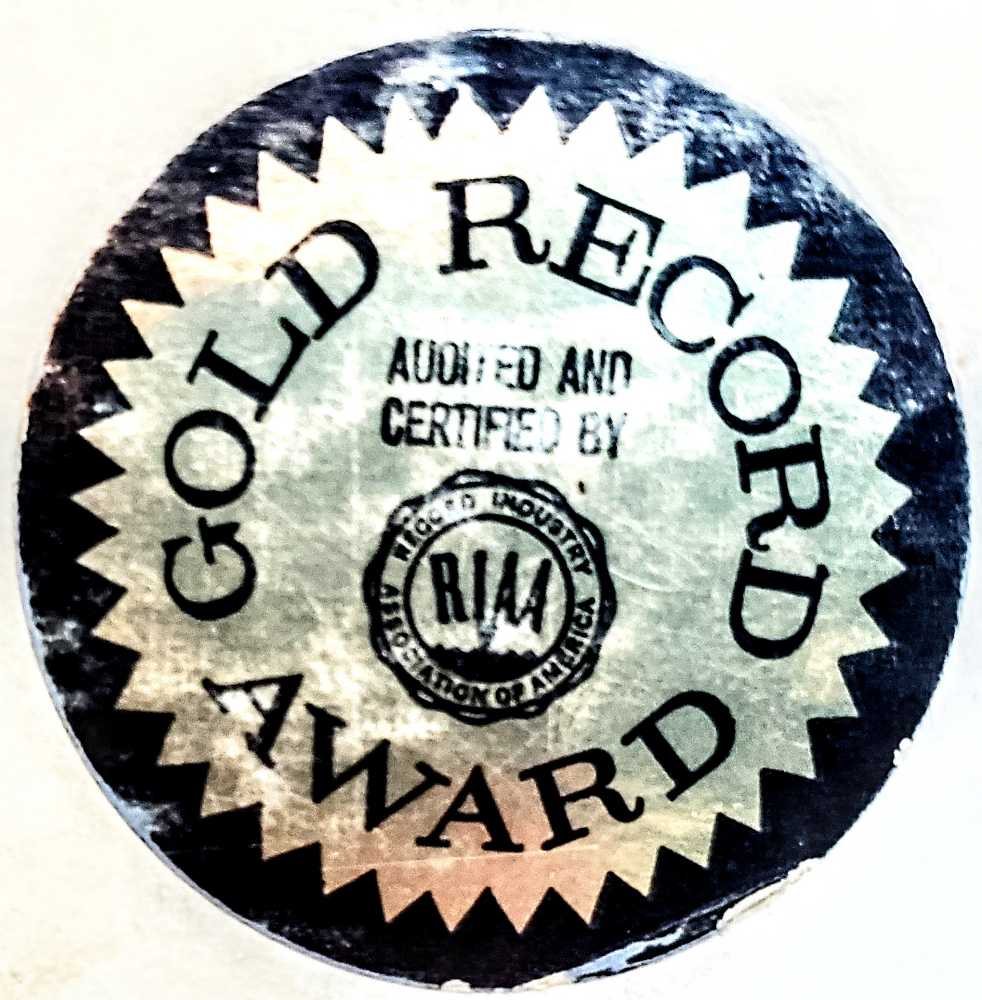 GOLD RECORD
AUDITED AND
CERTIFIED BY
RECORD INDUSTRY
RIAA
ASSOCIATION OF AMERICA
AWARD